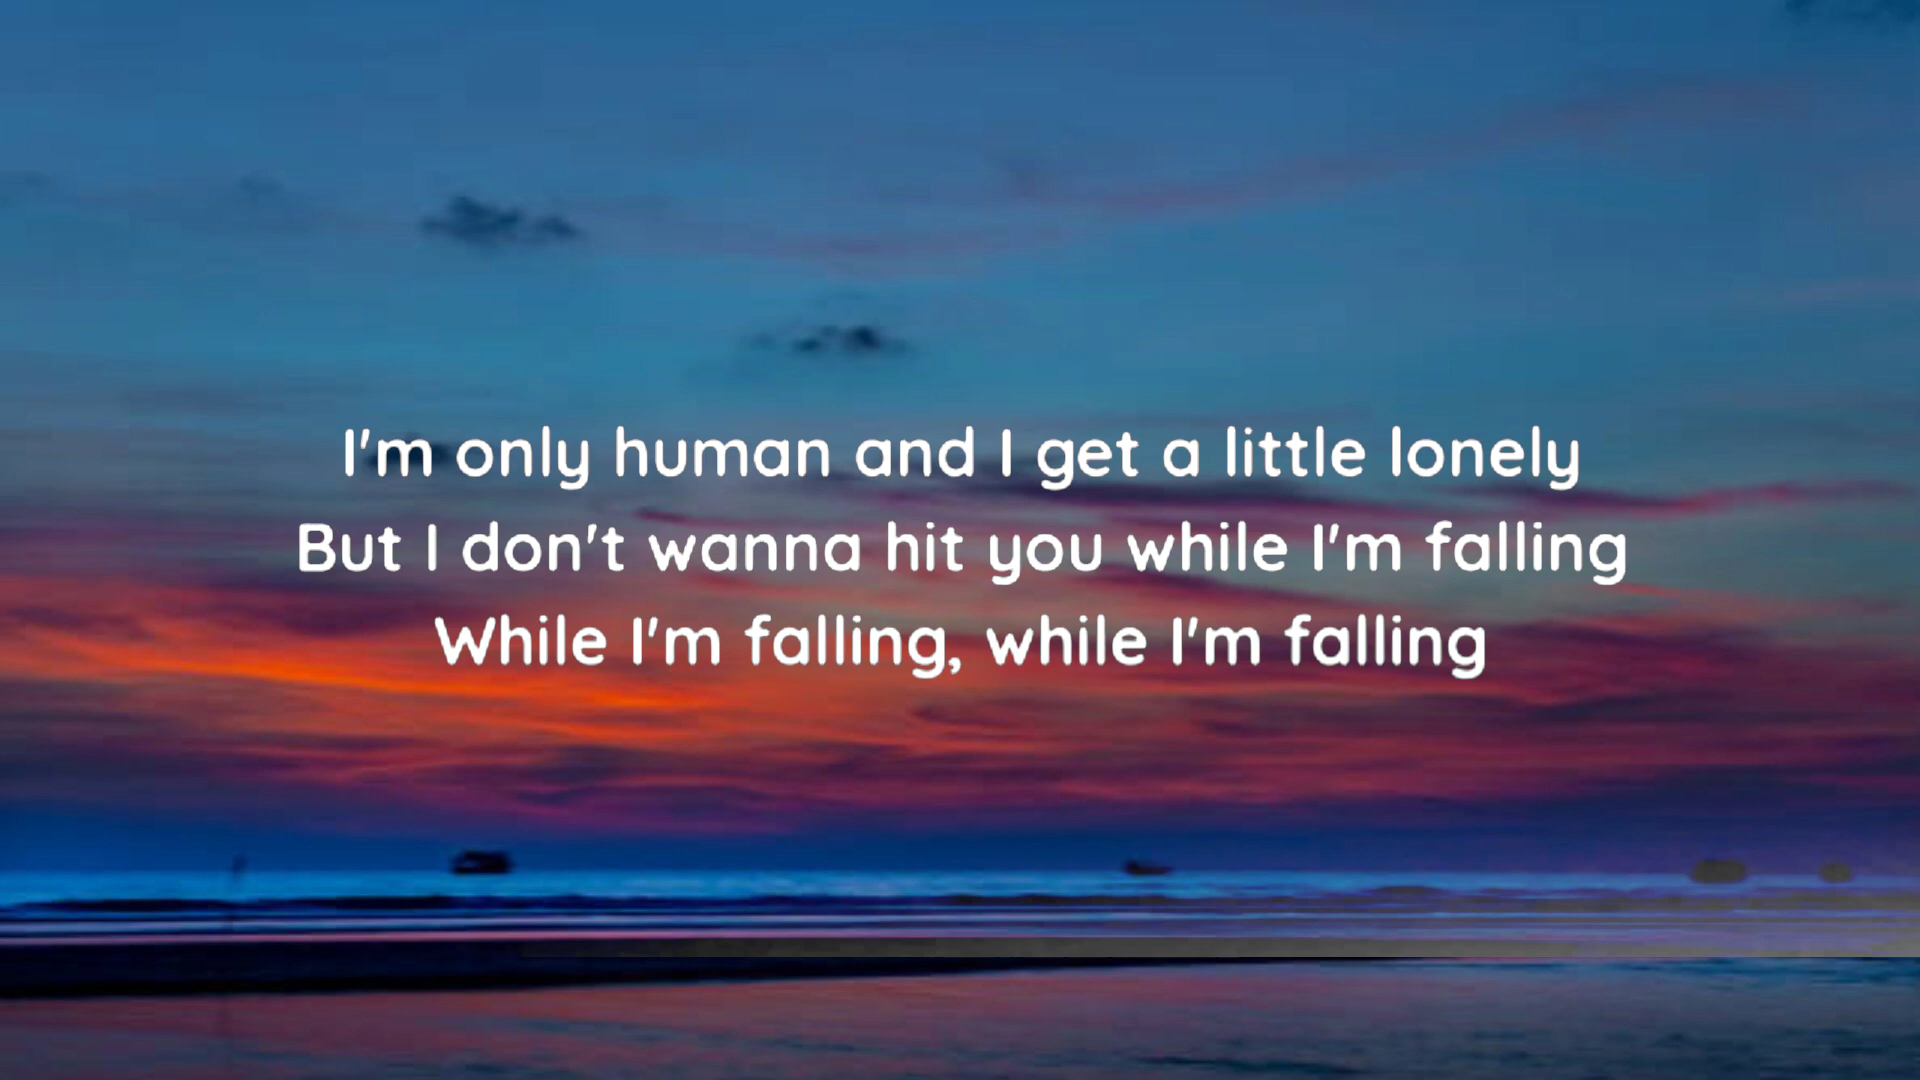 I'm only human and I get a little lonely
But I don't wanna hit you while I'm falling
While I'm falling, while I'm falling